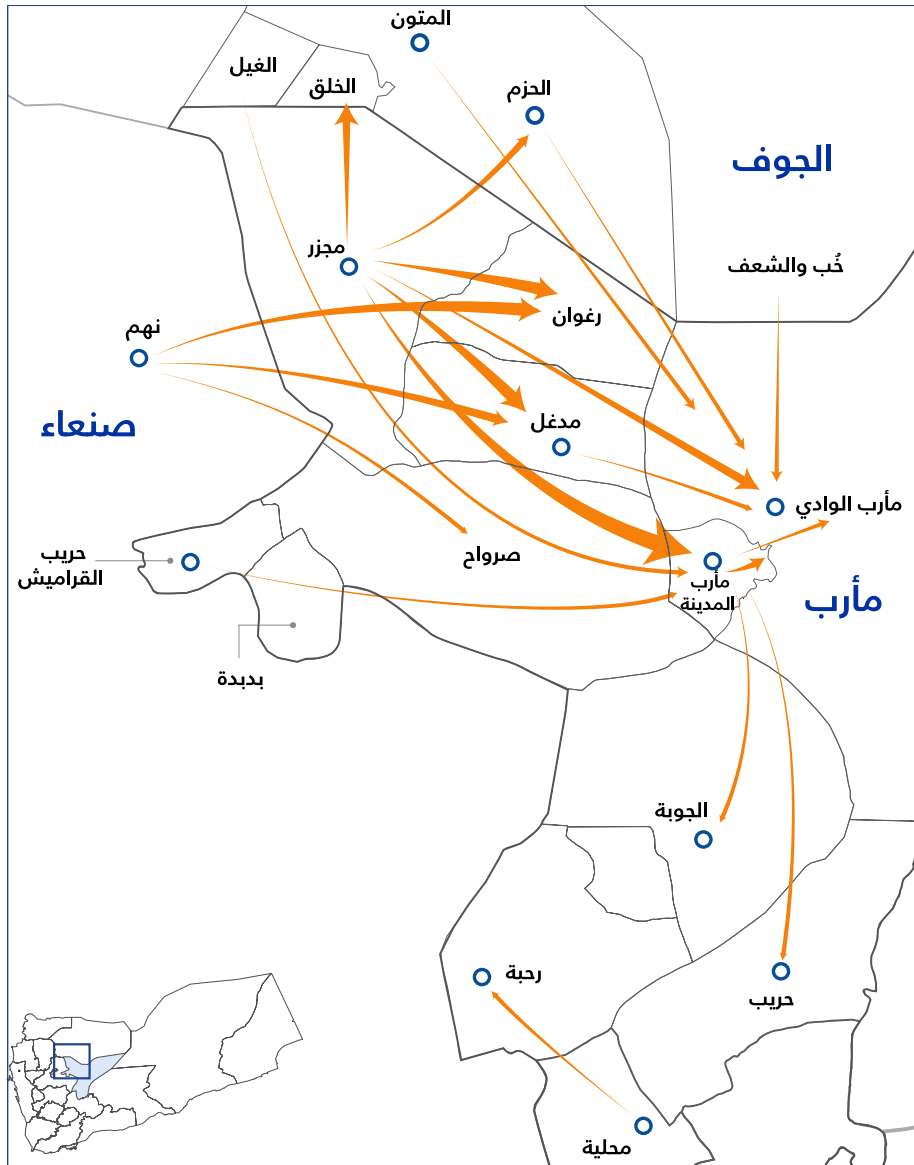 المتون
الغيل
الخلق
الحزم
الجوف
مجزر
خُب والشعف
رغوان
نهم
صنعاء
مدغل
مأرب الوادي
صرواح
حريب
القراميش
مأرب
المدينة
مأرب
بدبدة
الجوبة
رحبة
حريب
محلية